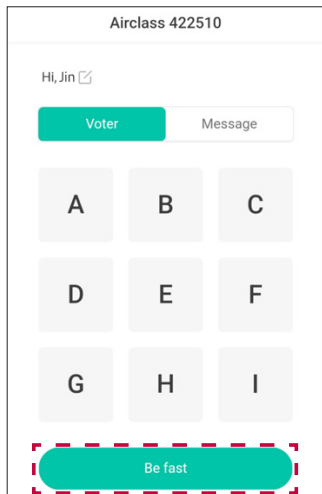 Airclass 422510
Hi, Jin
Voter Message
A B C
D E F
G H I
Be fast